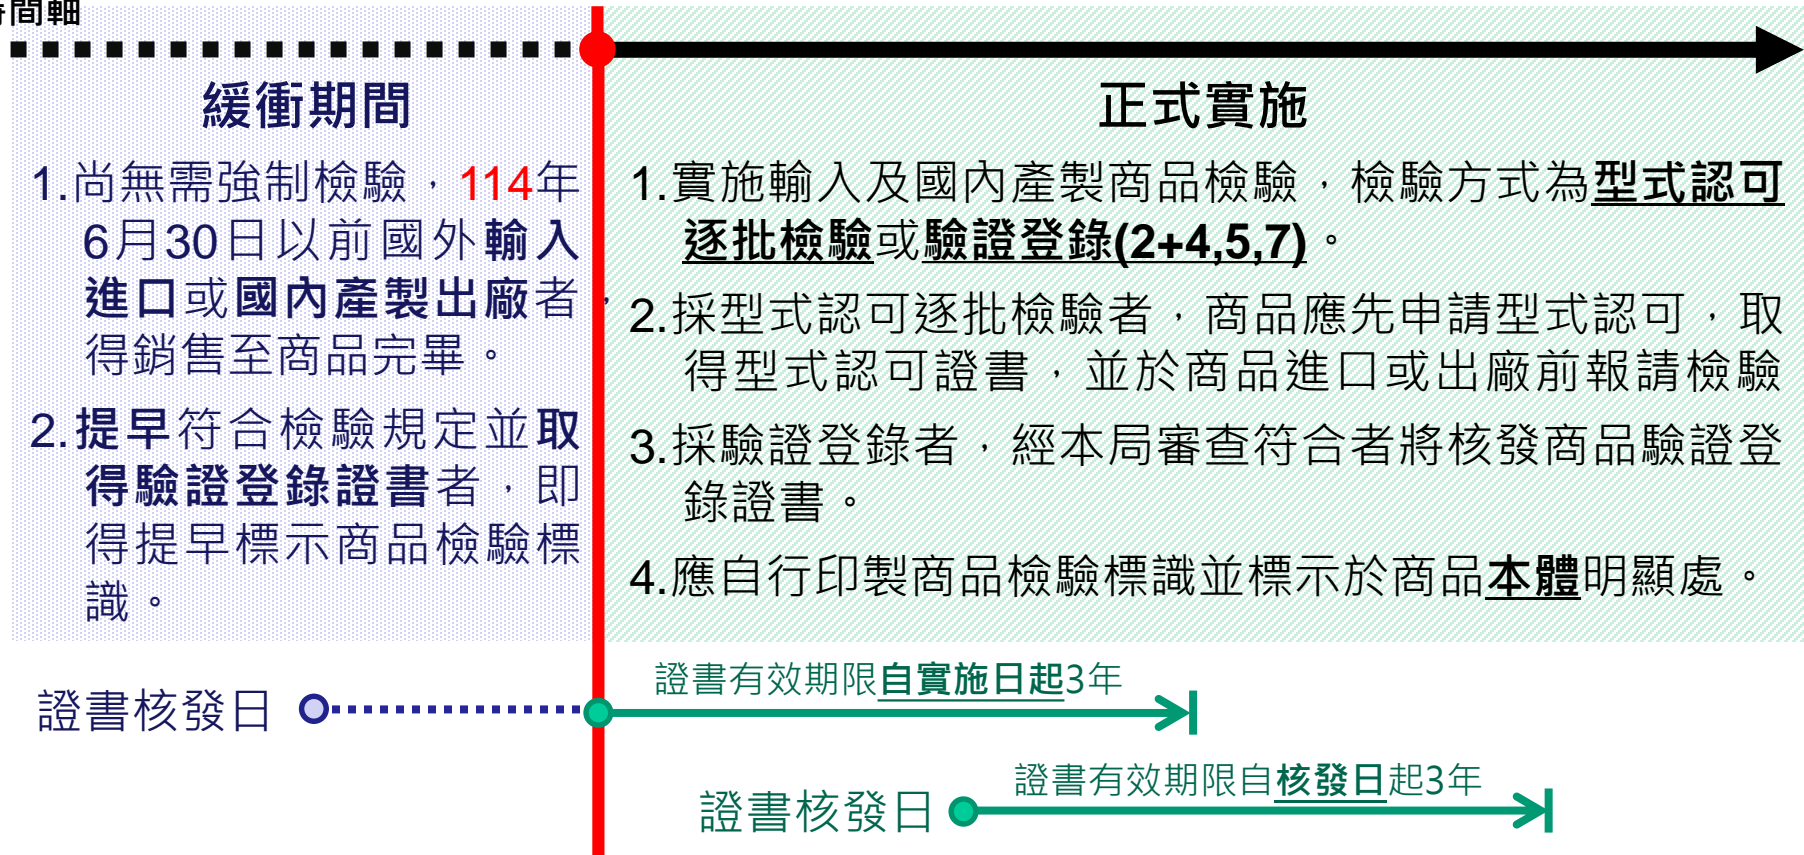 時間軸
緩衝期間
1.尚無需強制檢驗，114年
6月30日以前國外輸入
進口或國內產製出廠者，
得銷售至商品完畢。
2.提早符合檢驗規定並取
得驗證登錄證書者，即
得提早標示商品檢驗標
識。
正式實施
1.實施輸入及國內產製商品檢驗，檢驗方式為型式認可
逐批檢驗或驗證登錄(2+4,5,7)。
2.採型式認可逐批檢驗者，商品應先申請型式認可，取
得型式認可證書，並於商品進口或出廠前報請檢驗
3.採驗證登錄者，經本局審查符合者將核發商品驗證登
錄證書。
4.應自行印製商品檢驗標識並標示於商品本體明顯處。
證書有效期限自實施日起3年
證書核發日
證書有效期限自核發日起3年
證書核發日